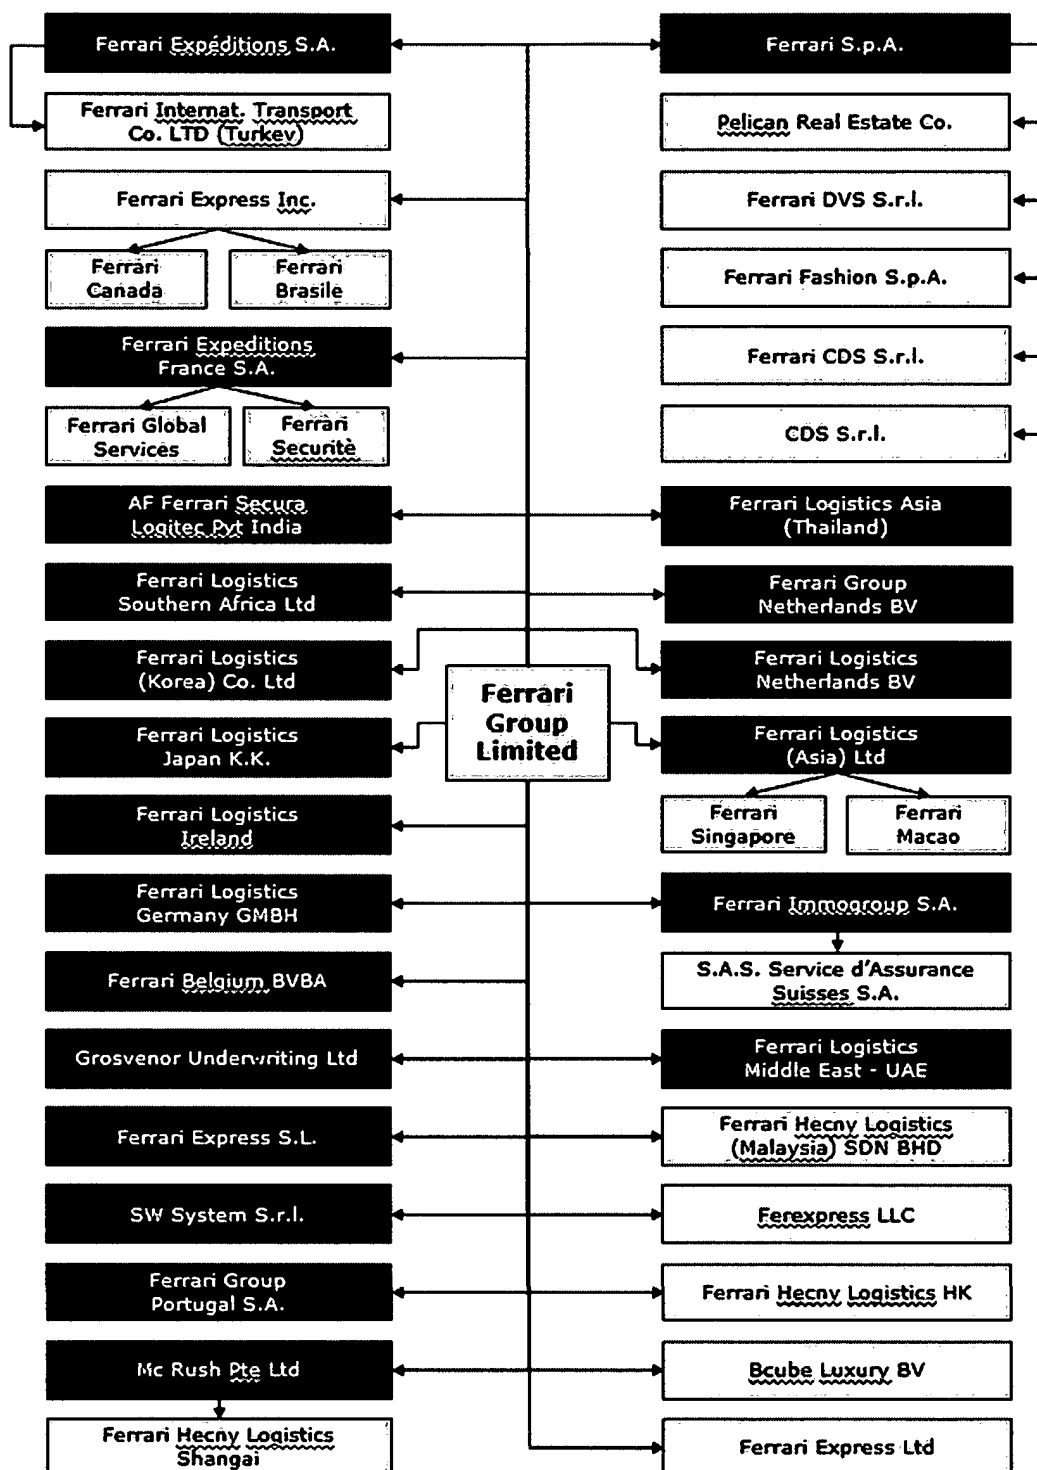 Ferrari Expéditions S.A.
Ferrari Internat. Transport
Co. LTD (Turkev)
Ferrari Express Inc.
Ferrari
Canada
Ferrari
Brasile
Ferrari Expeditions
France S.A.
Ferrari Global
Services
Ferrari
Securitè
AF Ferrari Secura
Logitec Pvt India
Ferrari Logistics
Southern Africa Ltd
Ferrari Logistics
(Korea) Co. Ltd
Ferrari Logistics
Japan K.K.
Ferrari Logistics
Ireland
Ferrari Logistics
Germany GMBH
Ferrari Belgium BVBA
Grosvenor Underwriting Ltd
Ferrari Express S.L.
SW System S.r.l.
Ferrari Group
Portugal S.A.
Mc Rush Pte Ltd
Ferrari Hecny Logistics
Shangai
Ferrari
Group
Limited
Ferrari S.p.A.
Pelican Real Estate Co.
Ferrari DVS S.r.l.
Ferrari Fashion S.p.A.
Ferrari CDS S.r.l.
CDS S.r.l.
Ferrari Logistics Asia
(Thailand)
Ferrari Group
Netherlands BV
Ferrari Logistics
Netherlands BV
Ferrari Logistics
(Asia) Ltd
Ferrari
Singapore
Ferrari
Macao
Ferrari Immogroup S.A.
S.A.S. Service d'Assurance
Suisses S.A.
Ferrari Logistics
Middle East - UAE
Ferrari Hecny Logistics
(Malaysia) SDN BHD
Ferexpress LLC
Ferrari Hecny Logistics HK
Bcube Luxury BV
Ferrari Express Ltd